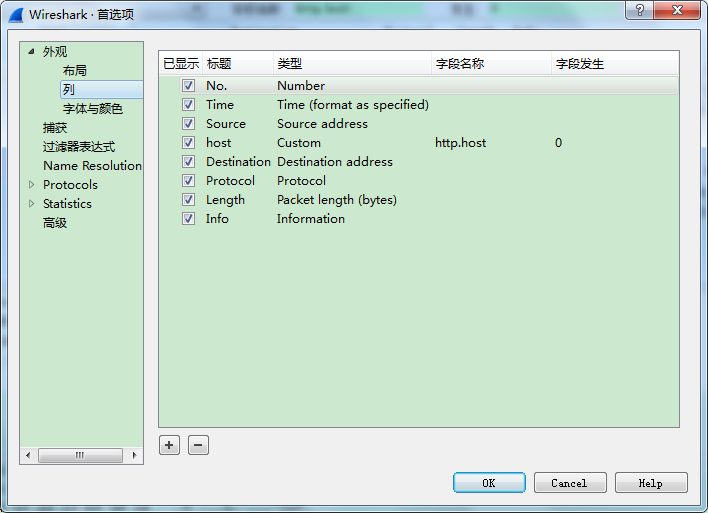 Wireshark · 首选项
外观
布局
列
字体与颜色
捕获
过滤器表达式
Name Resolution
Protocols
Statistics
高级
已显示 标题 类型 字段名称 字段发生
No. Number
Time Time (format as specified)
Source Source address
host Custom http.host 0
Destination Destination address
Protocol Protocol
Length Packet length (bytes)
Info Information
OK Cancel Help